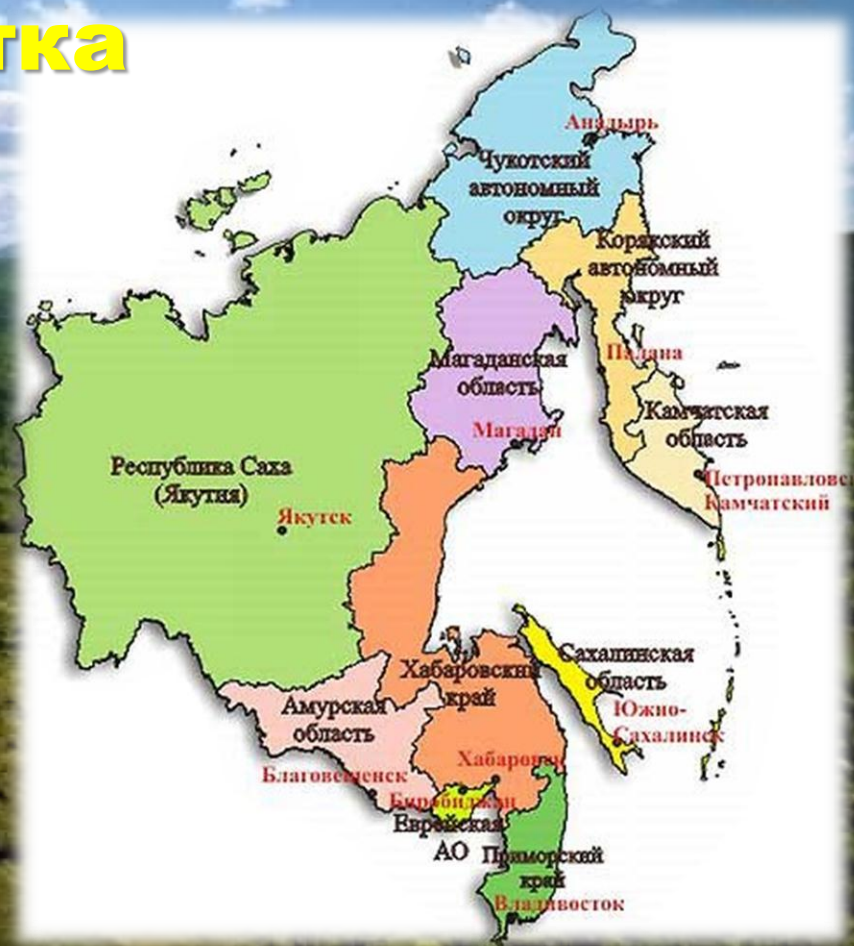 тка
Анадырь
Чукотский
автономный
округ
Корякский
автономный
округ
Палана
Магаданская
область
Камчатская
область
Магадан
Петропавловс
Камчатский
Республика Саха
(Якутия)
Якутск
Сахалинская
область
Хабаровский
край
Южно-
Сахалинск
Амурская
область
Хабаровск
Благовещенск
Биробиджан
Еврейская
АО
Приморский
край
Владивосток